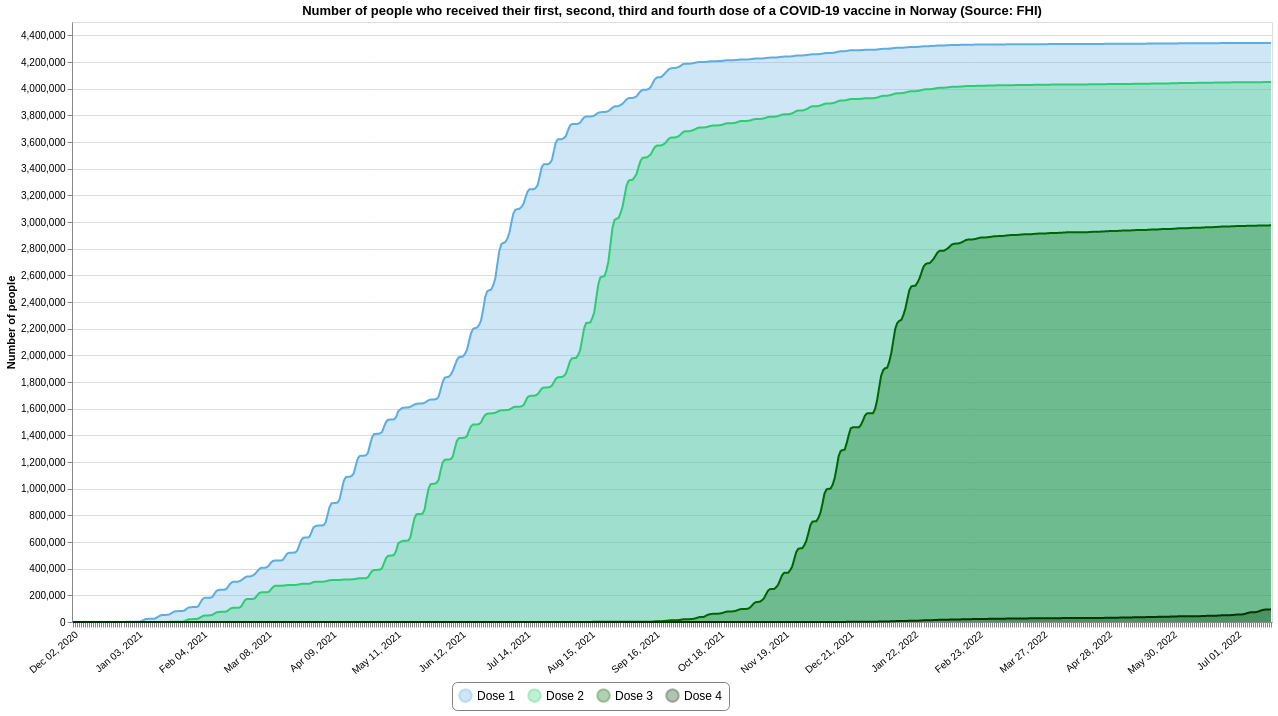 Number of people who received their first, second, third and fourth dose of a COVID-19 vaccine in Norway (Source: FHI)
Number of people
4,400,000
4,200,000
4,000,000
3,800,000
3,600,000
3,400,000
3,200,000
3,000,000
2,800,000
2,600,000
2,400,000
2,200,000
2,000,000
1,800,000
1,600,000
1,400,000
1,200,000
1,000,000
800,000
600,000
400,000
200,000
0
Dec 02, 2020
Jan 03, 2021
Feb 04, 2021
Mar 08, 2021
Apr 09, 2021
May 11, 2021
Jun 12, 2021
Jul 14, 2021
Aug 15, 2021
Sep 16, 2021
Oct 18, 2021
Nov 19, 2021
Dec 21, 2021
Jan 22, 2022
Feb 23, 2022
Mar 27, 2022
Apr 28, 2022
May 30, 2022
Jul 01, 2022
Dose 1 Dose 2 Dose 3 Dose 4